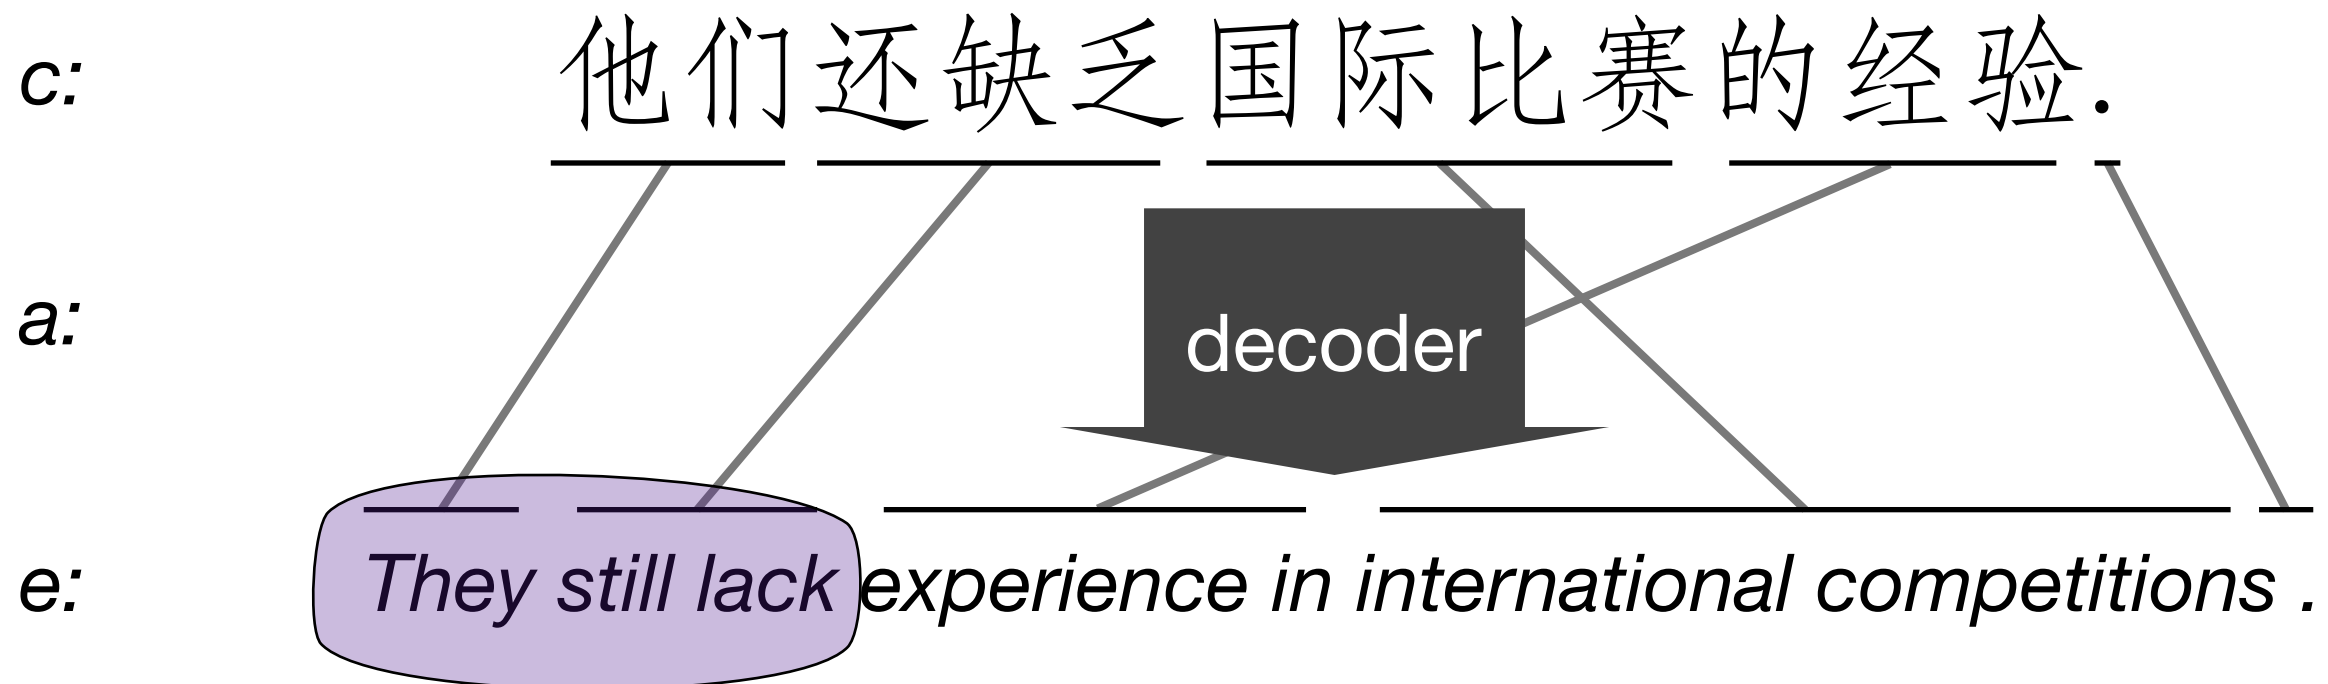 c: 他们还缺乏国际比赛的经验.
a:
decoder
e: They still lack experience in international competitions .